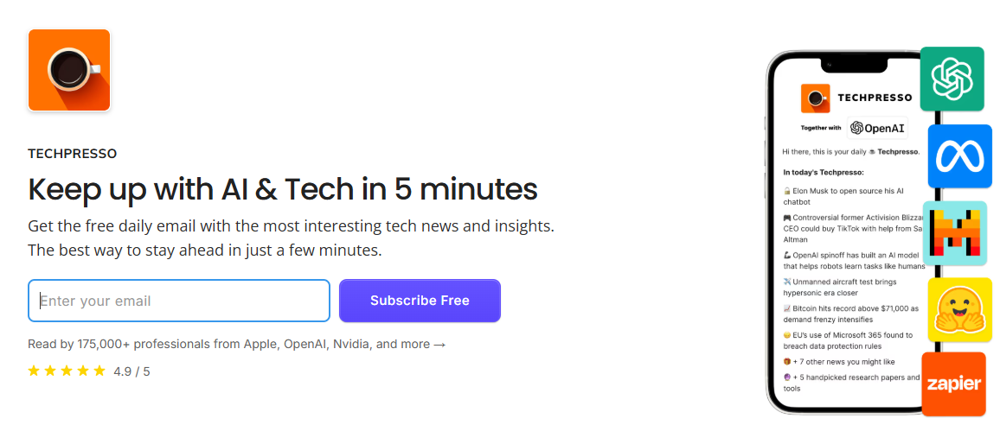 TECHPRESSO
Keep up with AI & Tech in 5 minutes
Get the free daily email with the most interesting tech news and insights.
The best way to stay ahead in just a few minutes.
Enter your email
Subscribe Free
Read by 175,000+ professionals from Apple, OpenAI, Nvidia, and more →
4.9 / 5
TECHPRESSO
Together with OpenAI
Hi there, this is your daily ☕ Techpresso.
In today's Techpresso:
🔓 Elon Musk to open source his AI
chatbot
🎮 Controversial former Activision Blizza
CEO could buy TikTok with help from Sa
Altman
🦾 OpenAI spinoff has built an AI model
that helps robots learn tasks like humans
✈️ Unmanned aircraft test brings
hypersonic era closer
📈 Bitcoin hits record above $71,000 as
demand frenzy intensifies
😑 EU's use of Microsoft 365 found to
breach data protection rules
🎁 + 7 other news you might like
🔮 + 5 handpicked research papers and
tools
zapier